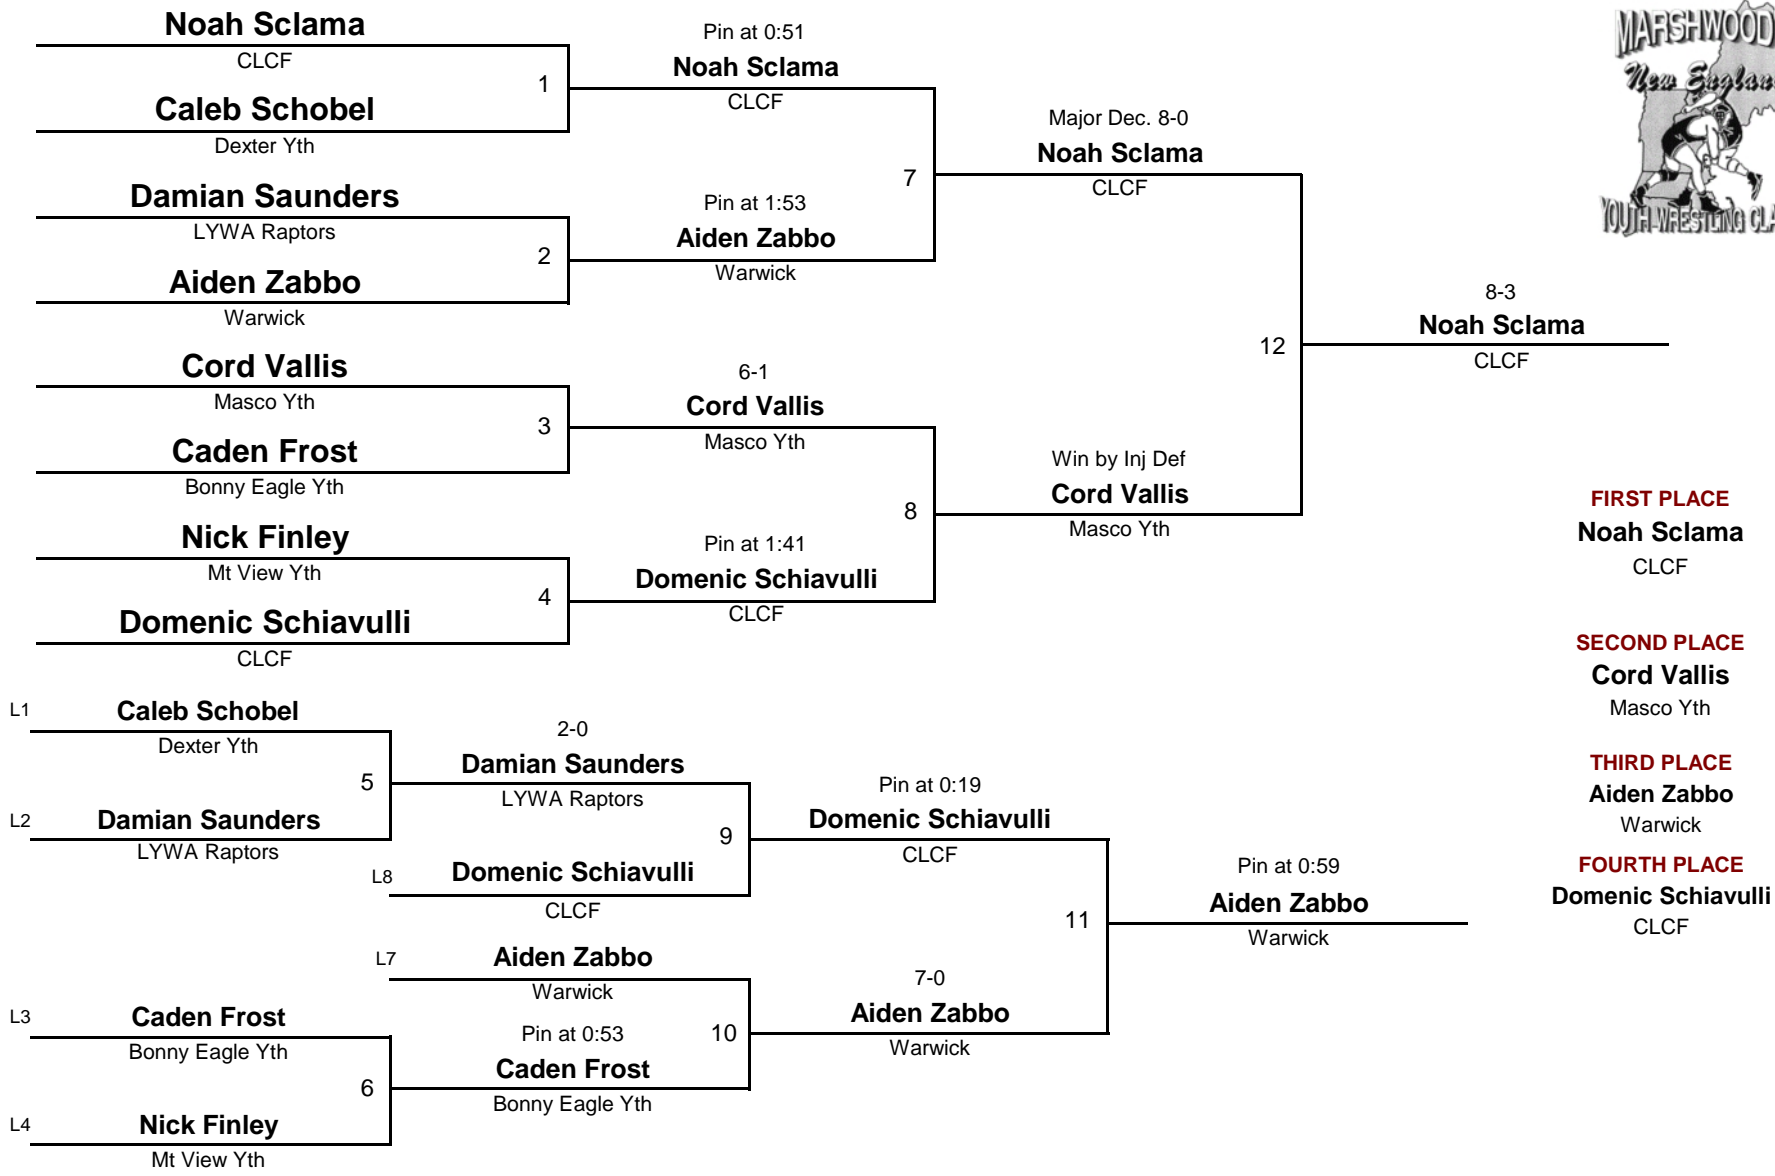 Noah Sclama
CLCF
1
Caleb Schobel
Dexter Yth
Damian Saunders
LYWA Raptors
2
Aiden Zabbo
Warwick
Cord Vallis
Masco Yth
3
Caden Frost
Bonny Eagle Yth
Nick Finley
Mt View Yth
4
Domenic Schiavulli
CLCF
Pin at 0:51
Noah Sclama
CLCF
7
Pin at 1:53
Aiden Zabbo
Warwick
6-1
Cord Vallis
Masco Yth
8
Pin at 1:41
Domenic Schiavulli
CLCF
Major Dec. 8-0
Noah Sclama
CLCF
12
Win by Inj Def
Cord Vallis
Masco Yth
8-3
Noah Sclama
CLCF
MARSHWOOD
New England
YOUTH WRESTLING CLA
FIRST PLACE
Noah Sclama
CLCF
SECOND PLACE
Cord Vallis
Masco Yth
THIRD PLACE
Aiden Zabbo
Warwick
FOURTH PLACE
Domenic Schiavulli
CLCF
L1
Caleb Schobel
Dexter Yth
5
L2
Damian Saunders
LYWA Raptors
2-0
Damian Saunders
LYWA Raptors
9
L8
Domenic Schiavulli
CLCF
L7
Aiden Zabbo
Warwick
10
L3
Caden Frost
Bonny Eagle Yth
6
L4
Nick Finley
Mt View Yth
Pin at 0:53
Caden Frost
Bonny Eagle Yth
Pin at 0:19
Domenic Schiavulli
CLCF
11
7-0
Aiden Zabbo
Warwick
Pin at 0:59
Aiden Zabbo
Warwick